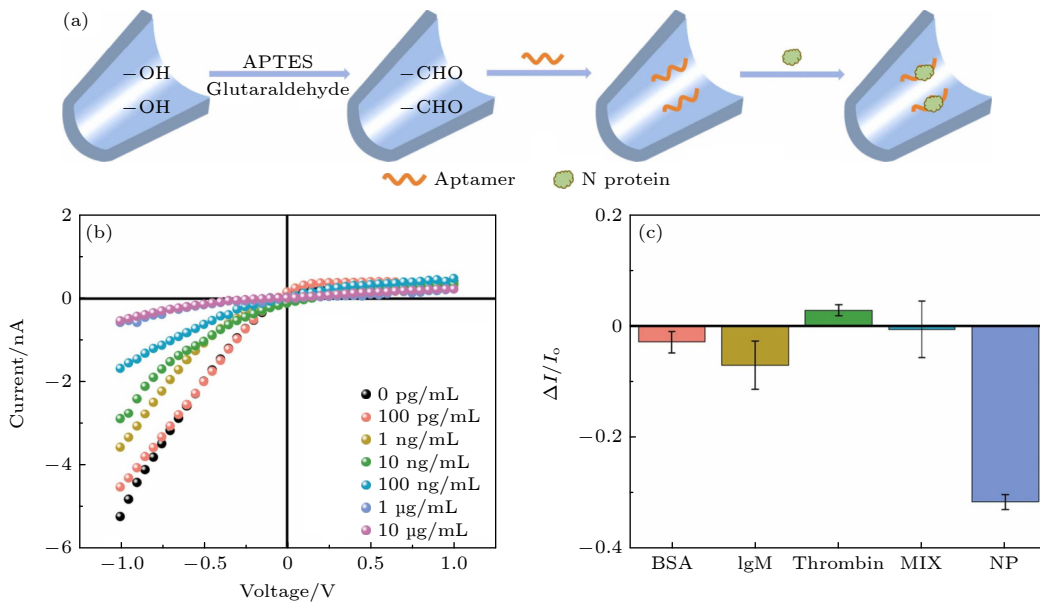 (a)
−OH
−OH
APTES
Glutaraldehyde
−CHO
−CHO
Aptamer
N protein
(b)
Current/nA
2
0
−2
−4
−6
0 pg/mL
100 pg/mL
1 ng/mL
10 ng/mL
100 ng/mL
1 μg/mL
10 μg/mL
−1.0 −0.5 0 0.5 1.0
Voltage/V
(c)
ΔI/Io
0.2
0
−0.2
−0.4
BSA lgM Thrombin MIX NP